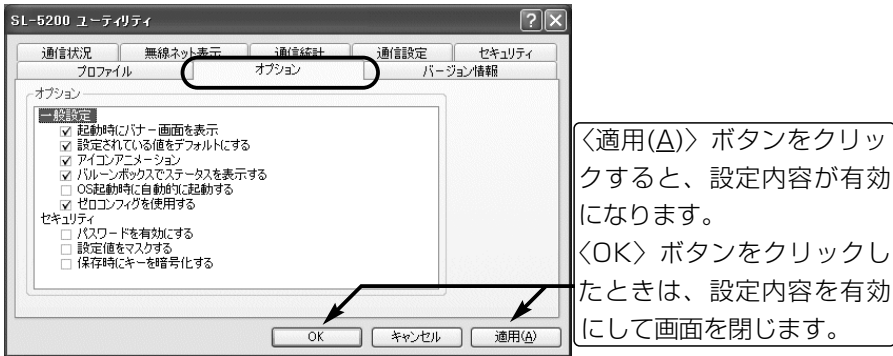 SL-5200 ユーティリティ
通信状況 無線ネット表示 通信統計 通信設定 セキュリティ
プロファイル オプション バージョン情報
オプション
一般設定
起動時にバナー画面を表示
設定されている値をデフォルトにする
アイコンアニメーション
バルーンボックスでステータスを表示する
OS起動時に自動的に起動する
ゼロコンフィグを使用する
セキュリティ
パスワードを有効にする
設定値をマスクする
保存時にキーを暗号化する
OK キャンセル 適用(A)
〈適用(A)〉ボタンをクリッ
クすると、設定内容が有効
になります。
〈OK〉ボタンをクリックし
たときは、設定内容を有効
にして画面を閉じます。